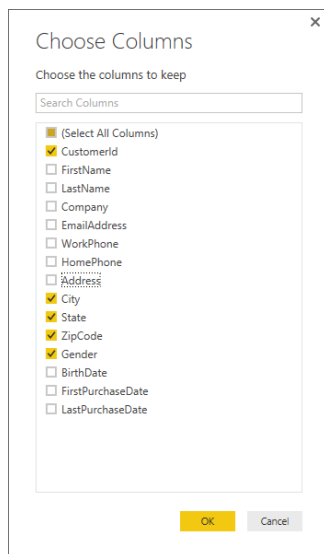 Choose Columns
Choose the columns to keep
Search Columns
(Select All Columns)
CustomerId
FirstName
LastName
Company
EmailAddress
WorkPhone
HomePhone
Address
City
State
ZipCode
Gender
BirthDate
FirstPurchaseDate
LastPurchaseDate
OK Cancel